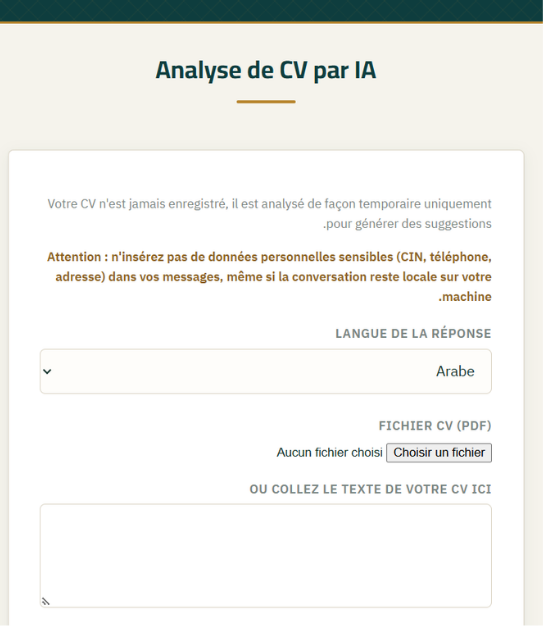 Analyse de CV par IA
Votre CV n'est jamais enregistré, il est analysé de façon temporaire uniquement
pour générer des suggestions.
Attention : n'insérez pas de données personnelles sensibles (CIN, téléphone,
adresse) dans vos messages, même si la conversation reste locale sur votre
machine.
LANGUE DE LA RÉPONSE
Arabe
FICHIER CV (PDF)
Aucun fichier choisi Choisir un fichier
OU COLLEZ LE TEXTE DE VOTRE CV ICI